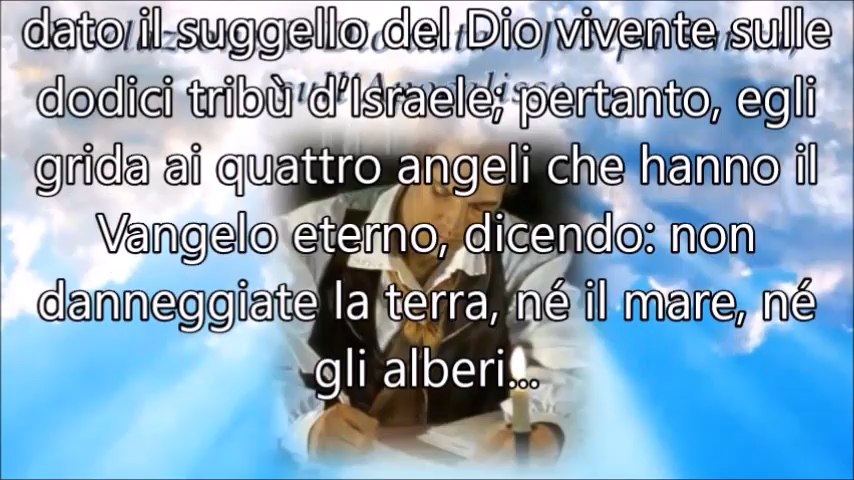 dato il suggello del Dio vivente sulle
dodici tribù d'Israele; pertanto, egli
grida ai quattro angeli che hanno il
Vangelo eterno, dicendo: non
danneggiate la terra, né il mare, né
gli alberi...